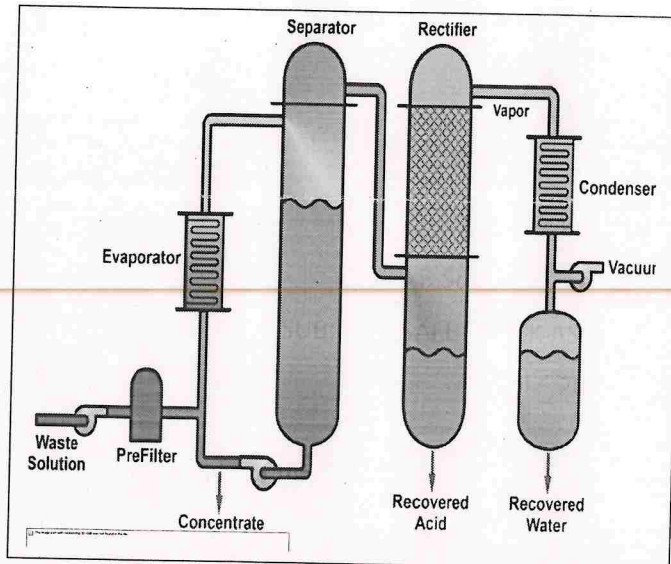 Separator
Rectifier
Vapor
Condenser
Evaporator
Vacuur
Waste
Solution
PreFilter
Concentrate
Recovered
Acid
Recovered
Water